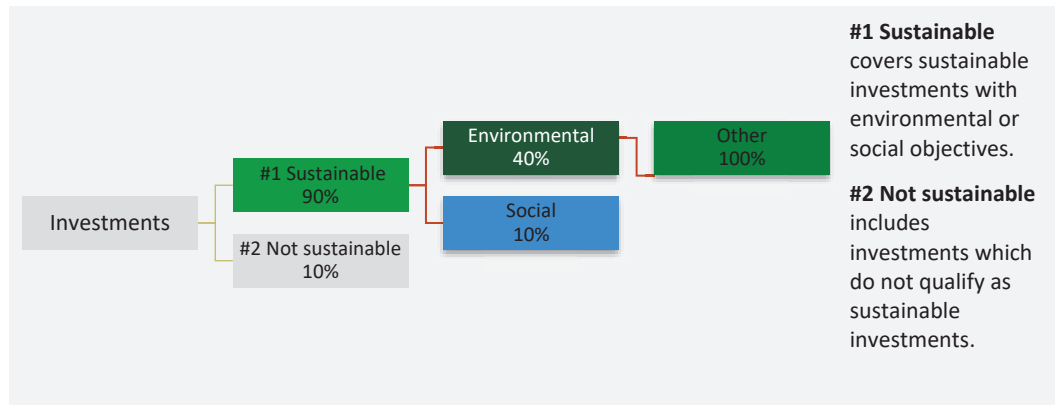 Investments
#1 Sustainable
90%
#2 Not sustainable
10%
Environmental
40%
Social
10%
Other
100%
#1 Sustainable
covers sustainable
investments with
environmental or
social objectives.
#2 Not sustainable
includes
investments which
do not qualify as
sustainable
investments.